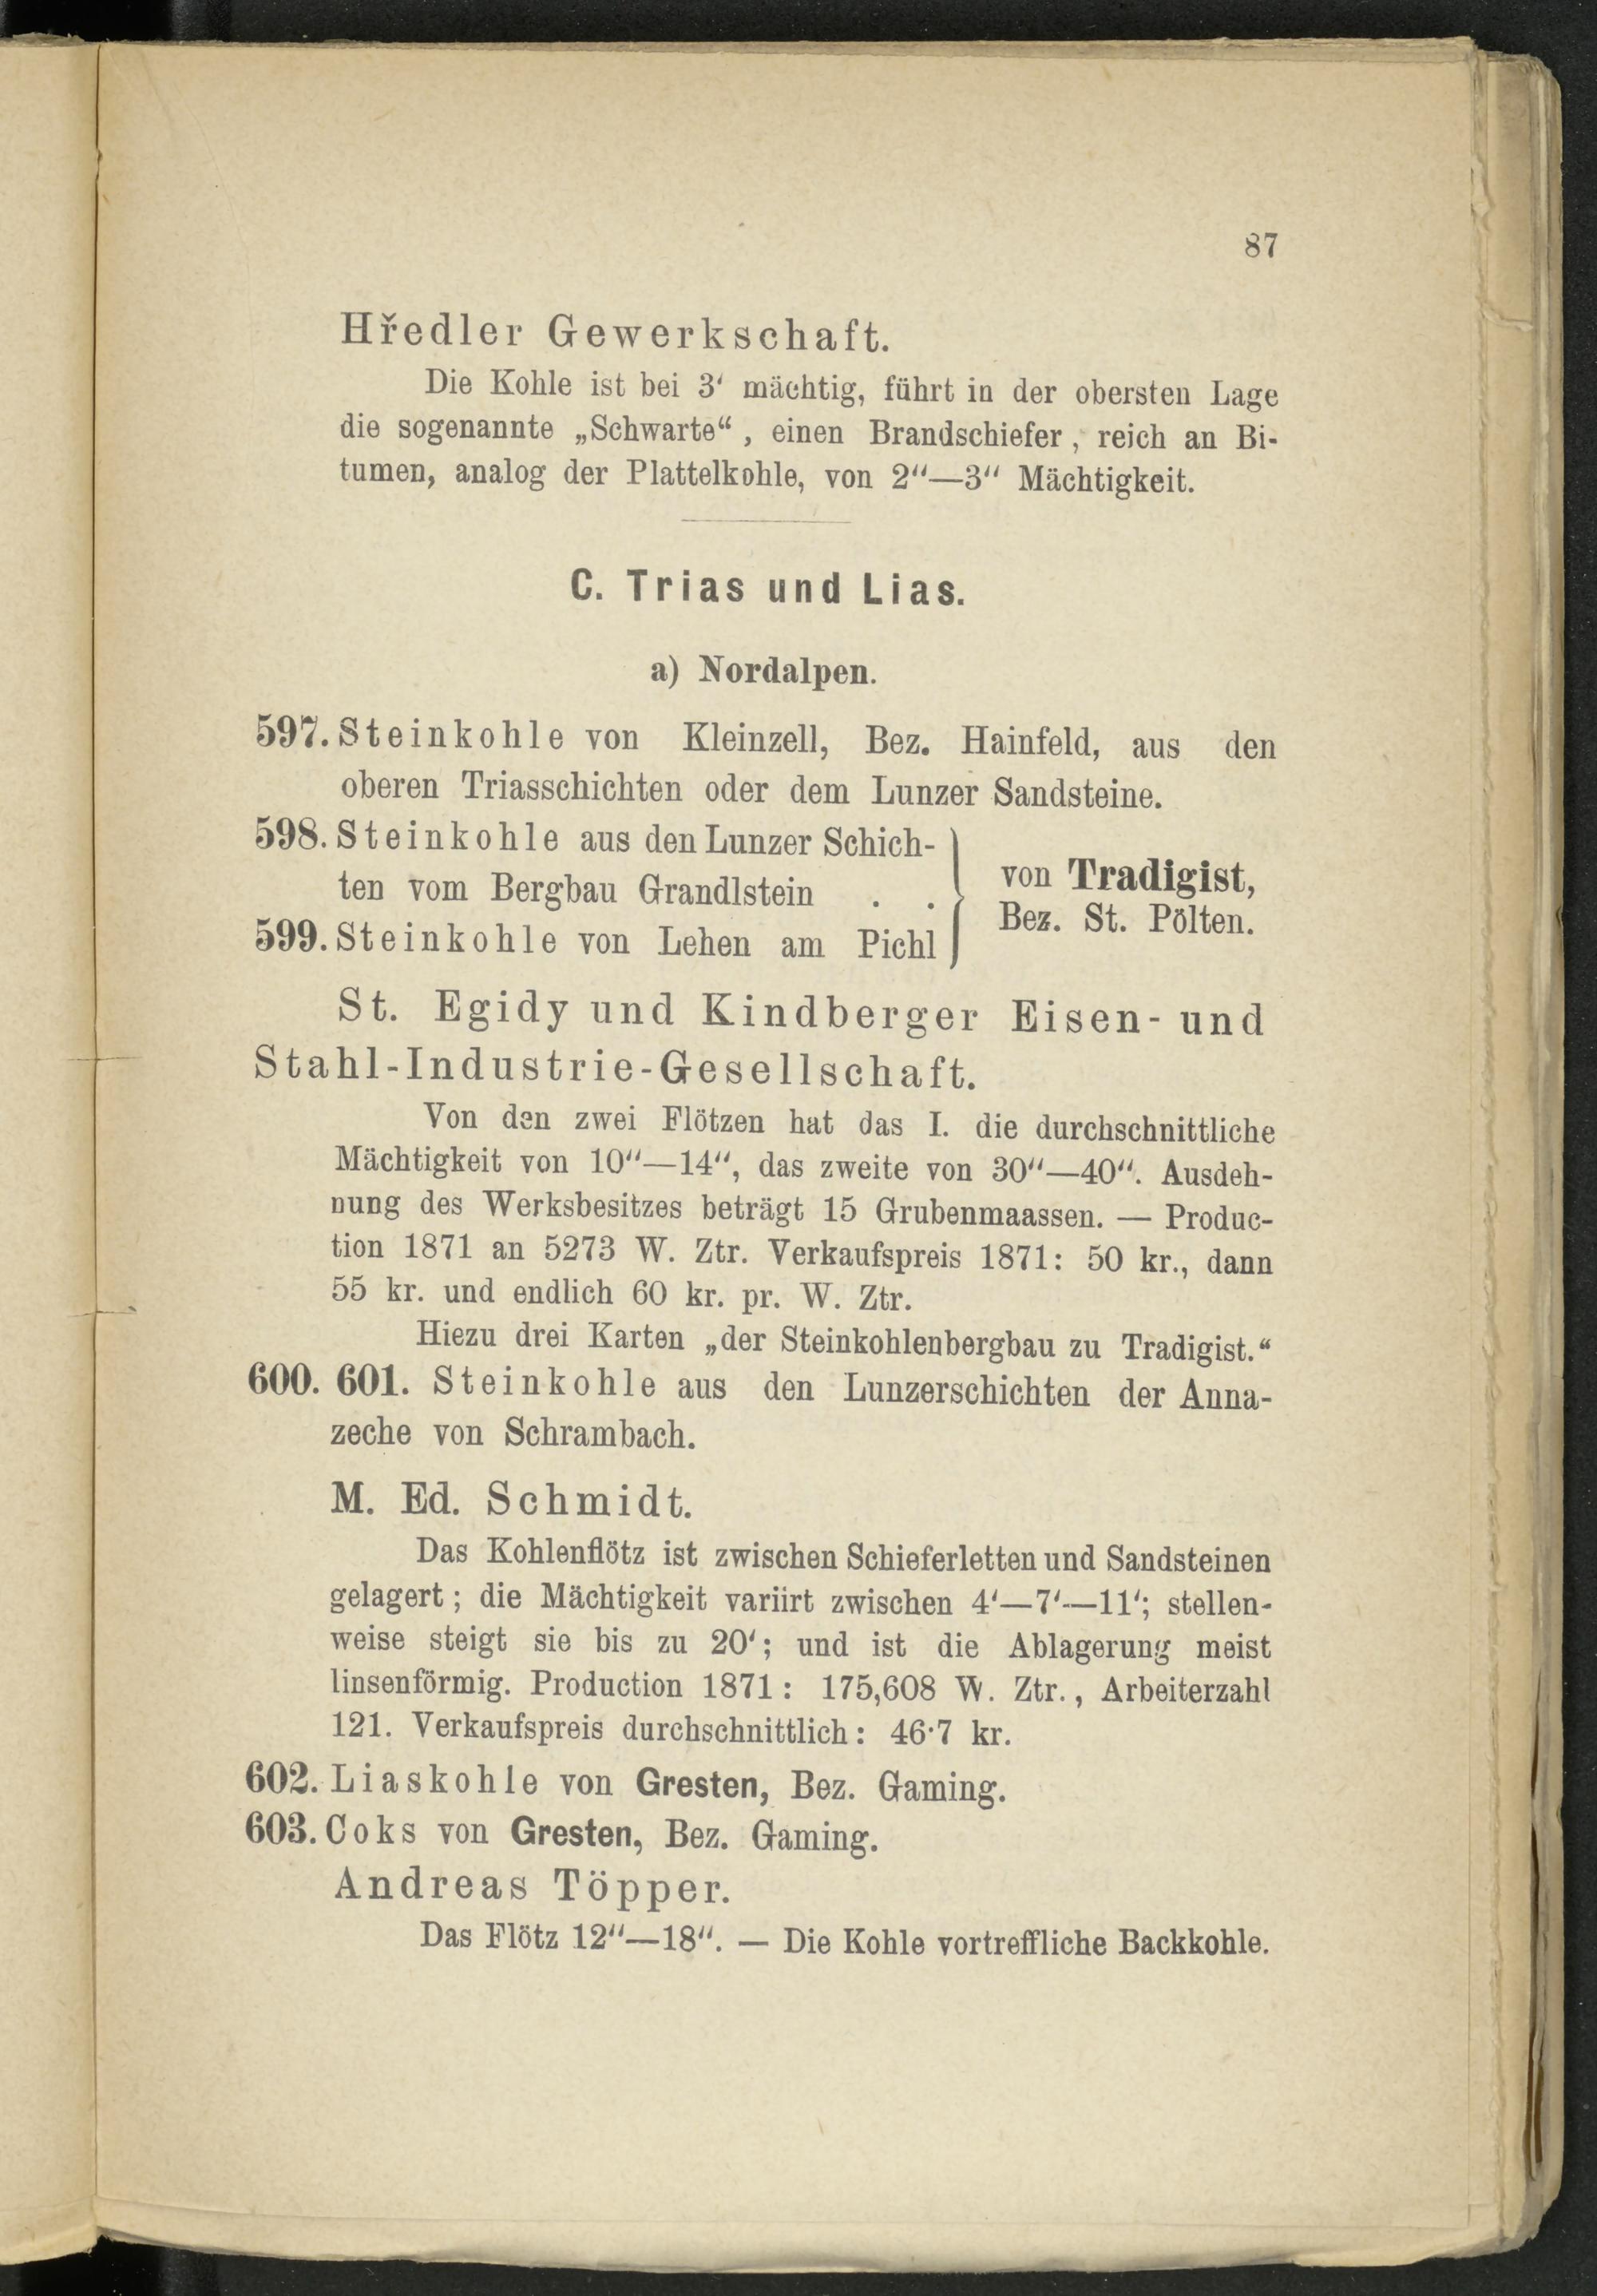 87
Hředler Gewerkschaft.
Die Kohle ist bei 3' mächtig, führt in der obersten Lage
die sogenannte „Schwarte“, einen Brandschiefer, reich an Bi-
tumen, analog der Plattelkohle, von 2"—3" Mächtigkeit.
C. Trias und Lias.
a) Nordalpen.
597. Steinkohle von Kleinzell, Bez. Hainfeld, aus den
oberen Triasschichten oder dem Lunzer Sandsteine.
598. Steinkohle aus den Lunzer Schich-
ten vom Bergbau Grandlstein . .
599. Steinkohle von Lehen am Pichl
von Tradigist,
Bez. St. Pölten.
St. Egidy und Kindberger Eisen- und
Stahl-Industrie-Gesellschaft.
Von den zwei Flötzen hat das I. die durchschnittliche
Mächtigkeit von 10"—14", das zweite von 30"—40". Ausdeh-
nung des Werksbesitzes beträgt 15 Grubenmaassen. — Produc-
tion 1871 an 5273 W. Ztr. Verkaufspreis 1871: 50 kr., dann
55 kr. und endlich 60 kr. pr. W. Ztr.
Hiezu drei Karten „der Steinkohlenbergbau zu Tradigist.“
600. 601. Steinkohle aus den Lunzerschichten der Anna-
zeche von Schrambach.
M. Ed. Schmidt.
Das Kohlenflötz ist zwischen Schieferletten und Sandsteinen
gelagert; die Mächtigkeit variirt zwischen 4'—7'—11'; stellen-
weise steigt sie bis zu 20'; und ist die Ablagerung meist
linsenförmig. Production 1871: 175,608 W. Ztr., Arbeiterzahl
121. Verkaufspreis durchschnittlich: 46·7 kr.
602. Liaskohle von Gresten, Bez. Gaming.
603. Coks von Gresten, Bez. Gaming.
Andreas Töpper.
Das Flötz 12"—18". — Die Kohle vortreffliche Backkohle.